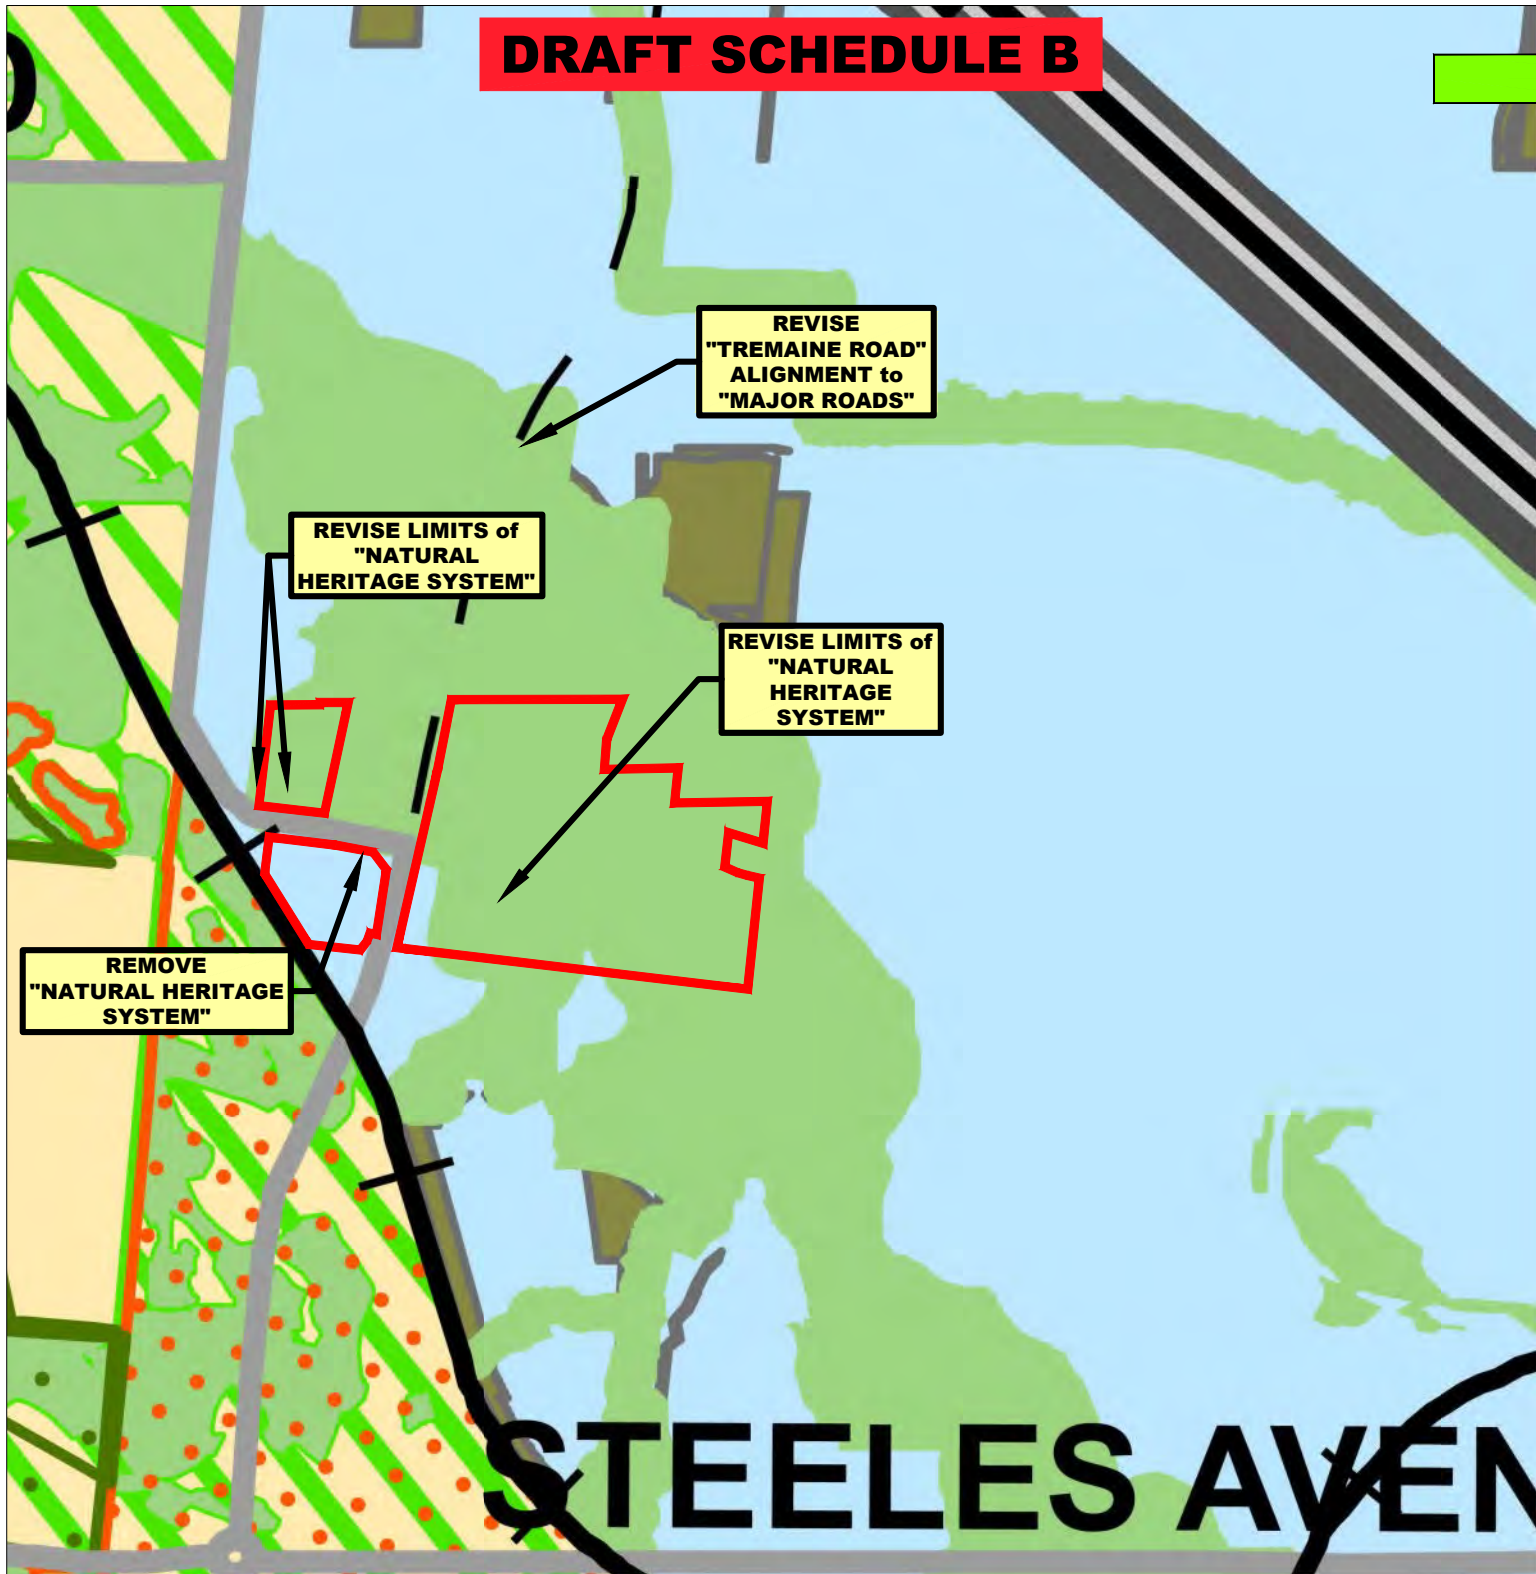 DRAFT SCHEDULE B
REVISE
"TREMAINE ROAD"
ALIGNMENT to
"MAJOR ROADS"
REVISE LIMITS of
"NATURAL
HERITAGE SYSTEM"
REVISE LIMITS of
"NATURAL
HERITAGE
SYSTEM"
REMOVE
"NATURAL HERITAGE
SYSTEM"
STEELES AVEN